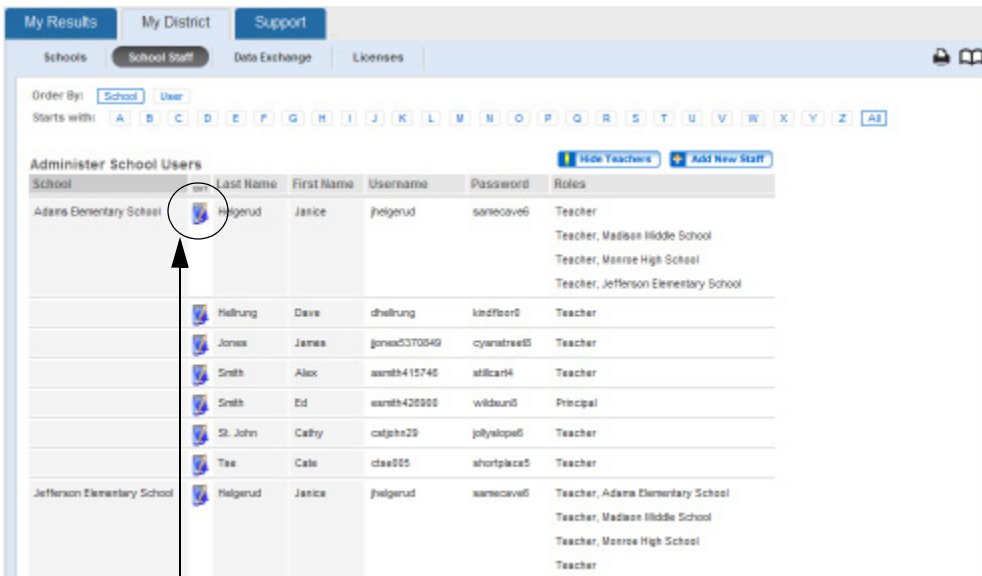 My Results My District Support
Schools School Staff Data Exchange Licenses
Order By: School User
Starts with: A B C D E F G H I J K L M N O P Q R S T U V W X Y Z All
Administer School Users Hide Teachers Add New Staff
School Last Name First Name Username Password Roles
Adams Elementary School Helgerud Janice jhelgerud samecave6 Teacher
Teacher, Madison Middle School
Teacher, Monroe High School
Teacher, Jefferson Elementary School
Hellrung Dave dhellrung kindfloor0 Teacher
Jones James jjones5370849 Teacher
Smith Alex asmith415746 stillcart4 Teacher
Smith Ed Principal
St. John Cathy catjohn29 jollyslope6 Teacher
Cate ctae005 shortplace5 Teacher
Jefferson Elementary School Helgerud Janice jhelgerud samecave6 Teacher, Adams Elementary School
Teacher, Madison Middle School
Teacher, Monroe High School
Teacher